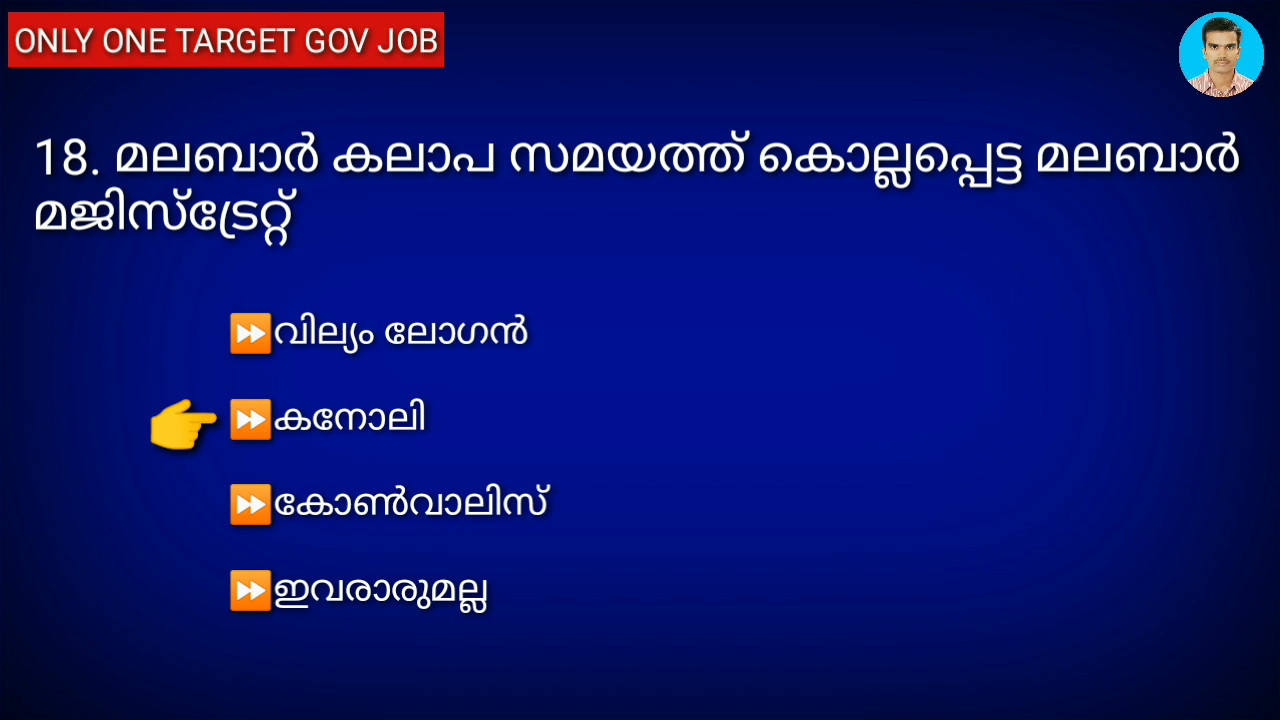 ONLY ONE TARGET GOV JOB
18. മലബാർ കലാപ സമയത്ത് കൊല്ലപ്പെട്ട മലബാർ
മജിസ്ട്രേറ്റ്
⏩വില്യം ലോഗൻ
👉 ⏩കനോലി
⏩കോൺവാലിസ്
⏩ഇവരാരുമല്ല